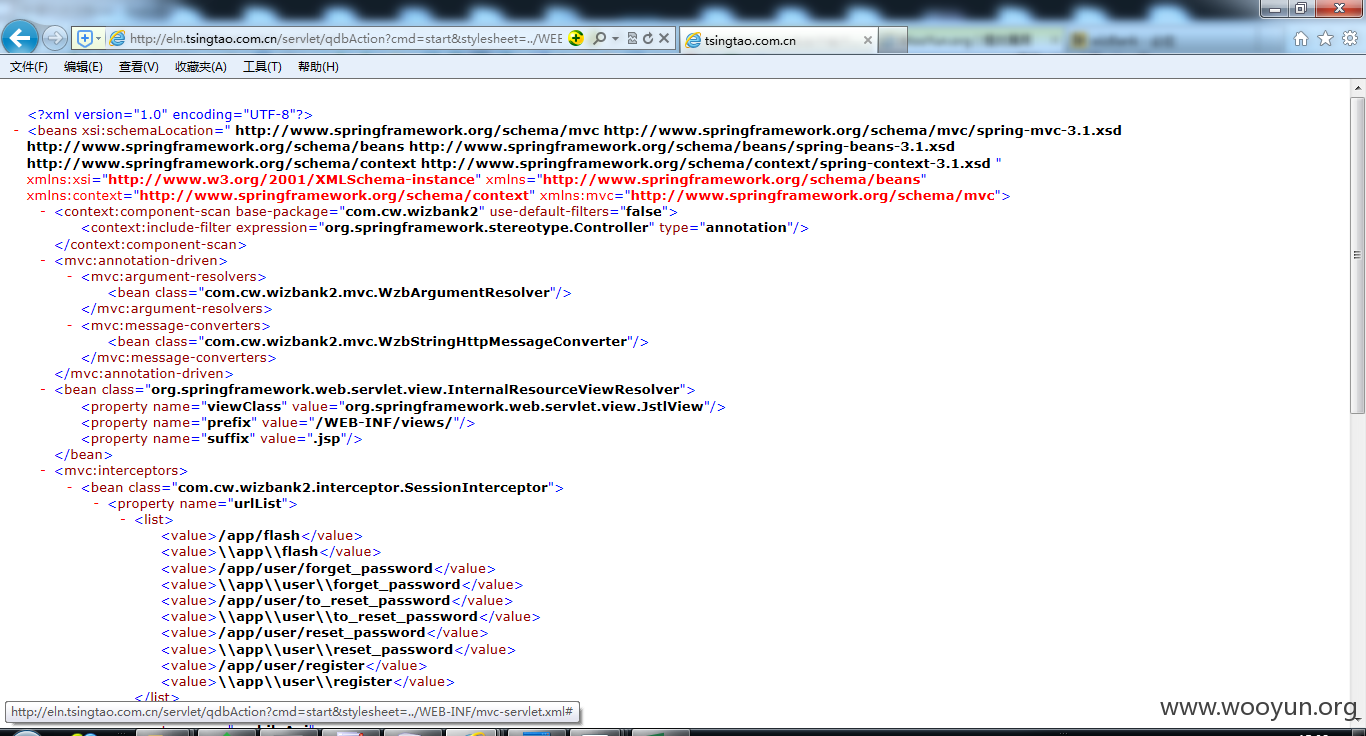 http://eln.tsingtao.com.cn/servlet/qdbAction?cmd=start&stylesheet=../WEE
tsingtao.com.cn
文件(F) 编辑(E) 查看(V) 收藏夹(A) 工具(T) 帮助(H)
<?xml version="1.0" encoding="UTF-8"?>
- <beans xsi:schemaLocation=" http://www.springframework.org/schema/mvc http://www.springframework.org/schema/mvc/spring-mvc-3.1.xsd
http://www.springframework.org/schema/beans http://www.springframework.org/schema/beans/spring-beans-3.1.xsd
http://www.springframework.org/schema/context http://www.springframework.org/schema/context/spring-context-3.1.xsd "
xmlns:xsi="http://www.w3.org/2001/XMLSchema-instance" xmlns="http://www.springframework.org/schema/beans"
xmlns:context="http://www.springframework.org/schema/context" xmlns:mvc="http://www.springframework.org/schema/mvc">
- <context:component-scan base-package="com.cw.wizbank2" use-default-filters="false">
<context:include-filter expression="org.springframework.stereotype.Controller" type="annotation"/>
</context:component-scan>
- <mvc:annotation-driven>
- <mvc:argument-resolvers>
<bean class="com.cw.wizbank2.mvc.WzbArgumentResolver"/>
</mvc:argument-resolvers>
- <mvc:message-converters>
<bean class="com.cw.wizbank2.mvc.WzbStringHttpMessageConverter"/>
</mvc:message-converters>
</mvc:annotation-driven>
- <bean class="org.springframework.web.servlet.view.InternalResourceViewResolver">
<property name="viewClass" value="org.springframework.web.servlet.view.JstlView"/>
<property name="prefix" value="/WEB-INF/views/"/>
<property name="suffix" value=".jsp"/>
</bean>
- <mvc:interceptors>
- <bean class="com.cw.wizbank2.interceptor.SessionInterceptor">
- <property name="urlList">
- <list>
<value>/app/flash</value>
<value>\\app\\flash</value>
<value>/app/user/forget_password</value>
<value>\\app\\user\\forget_password</value>
<value>/app/user/to_reset_password</value>
<value>\\app\\user\\to_reset_password</value>
<value>/app/user/reset_password</value>
<value>\\app\\user\\reset_password</value>
<value>/app/user/register</value>
<value>\\app\\user\\register</value>
</list>
http://eln.tsingtao.com.cn/servlet/qdbAction?cmd=start&stylesheet=../WEB-INF/mvc-servlet.xml#
www.wooyun.org